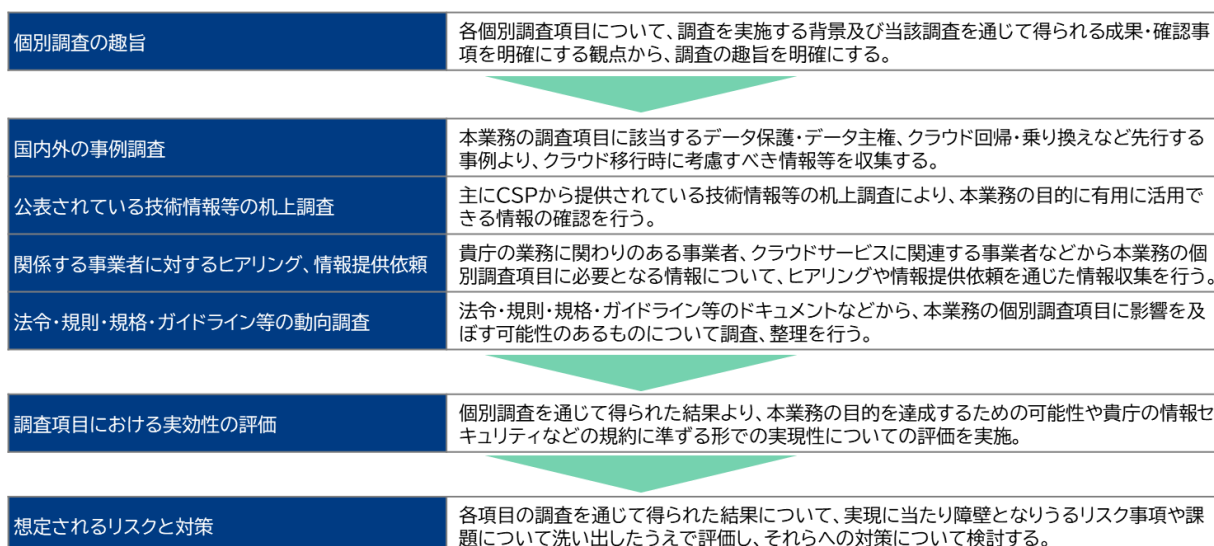 個別調査の趣旨
各個別調査項目について、調査を実施する背景及び当該調査を通じて得られる成果・確認事
項を明確にする観点から、調査の趣旨を明確にする。
国内外の事例調査
本業務の調査項目に該当するデータ保護・データ主権、クラウド回帰・乗り換えなど先行する
事例より、クラウド移行時に考慮すべき情報等を収集する。
公表されている技術情報等の机上調査
主にCSPから提供されている技術情報等の机上調査により、本業務の目的に有用に活用で
きる情報の確認を行う。
関係する事業者に対するヒアリング、情報提供依頼
貴庁の業務に関わりのある事業者、クラウドサービスに関連する事業者などから本業務の個
別調査項目に必要となる情報について、ヒアリングや情報提供依頼を通じた情報収集を行う。
法令・規則・規格・ガイドライン等の動向調査
法令・規則・規格・ガイドライン等のドキュメントなどから、本業務の個別調査項目に影響を及
ぼす可能性のあるものについて調査、整理を行う。
調査項目における実効性の評価
個別調査を通じて得られた結果より、本業務の目的を達成するための可能性や貴庁の情報セ
キュリティなどの規約に準ずる形での実現性についての評価を実施。
想定されるリスクと対策
各項目の調査を通じて得られた結果について、実現に当たり障壁となりうるリスク事項や課
題について洗い出したうえで評価し、それらへの対策について検討する。